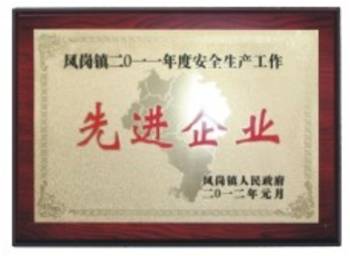 凤岗镇二〇一一年度安全生产工作
先进企业
凤岗镇人民政府
二〇一二年元月